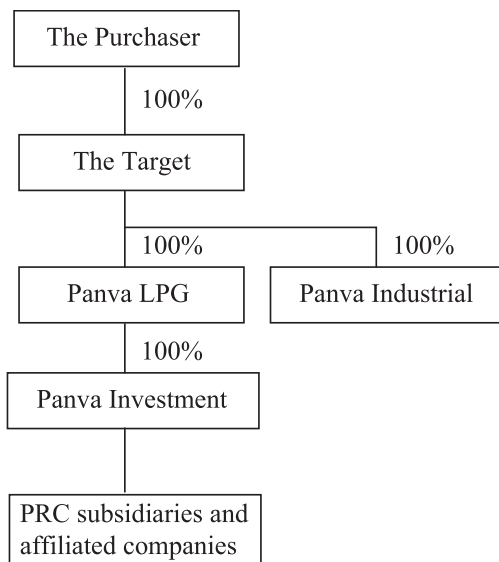 The Purchaser
100%
The Target
100%
100%
Panva LPG
Panva Industrial
100%
Panva Investment
PRC subsidiaries and
affiliated companies